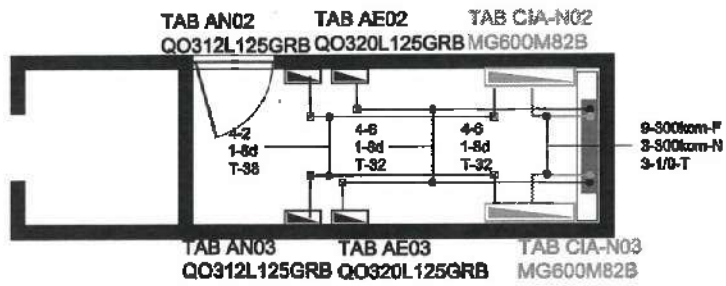 TAB AN02
QO312L125GRB
TAB AE02
QO320L125GRB
TAB CIA-N02
MG600M82B
4-2
1-8d
T-38
4-6
1-8d
T-32
4-6
1-8d
T-32
9-300kcm-F
3-300kcm-N
3-1/0-T
TAB AN03
QO312L125GRB
TAB AE03
QO320L125GRB
TAB CIA-N03
MG600M82B